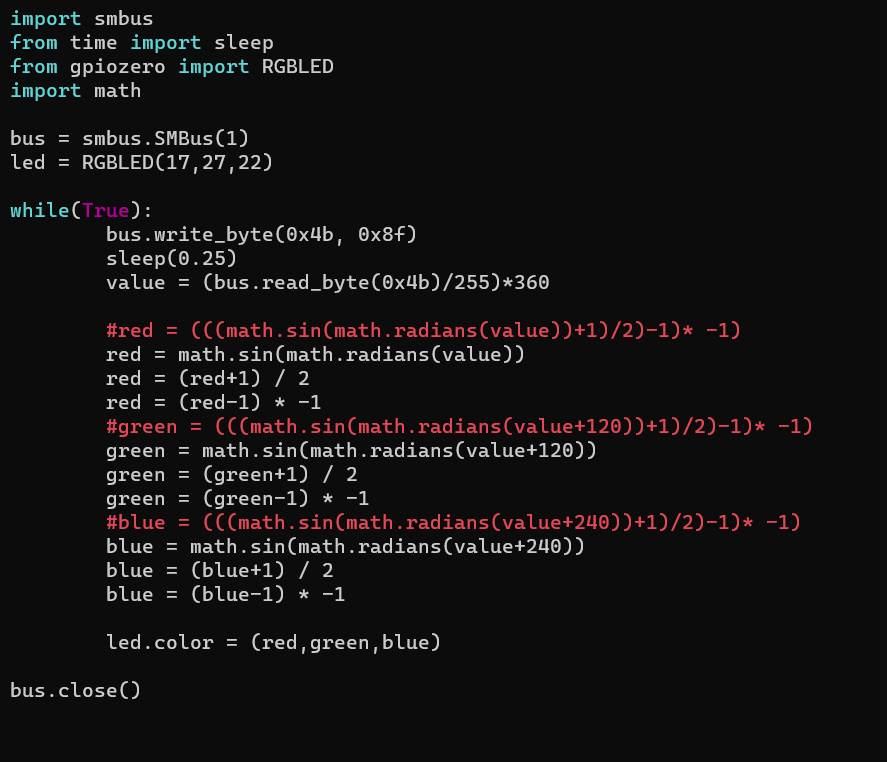 import smbus
from time import sleep
from gpiozero import RGBLED
import math

bus = smbus.SMBus(1)
led = RGBLED(17,27,22)

while(True):
        bus.write_byte(0x4b, 0x8f)
        sleep(0.25)
        value = (bus.read_byte(0x4b)/255)*360

        #red = (((math.sin(math.radians(value))+1)/2)-1)* -1)
        red = math.sin(math.radians(value))
        red = (red+1) / 2
        red = (red-1) * -1
        #green = (((math.sin(math.radians(value+120))+1)/2)-1)* -1)
        green = math.sin(math.radians(value+120))
        green = (green+1) / 2
        green = (green-1) * -1
        #blue = (((math.sin(math.radians(value+240))+1)/2)-1)* -1)
        blue = math.sin(math.radians(value+240))
        blue = (blue+1) / 2
        blue = (blue-1) * -1

        led.color = (red,green,blue)

bus.close()